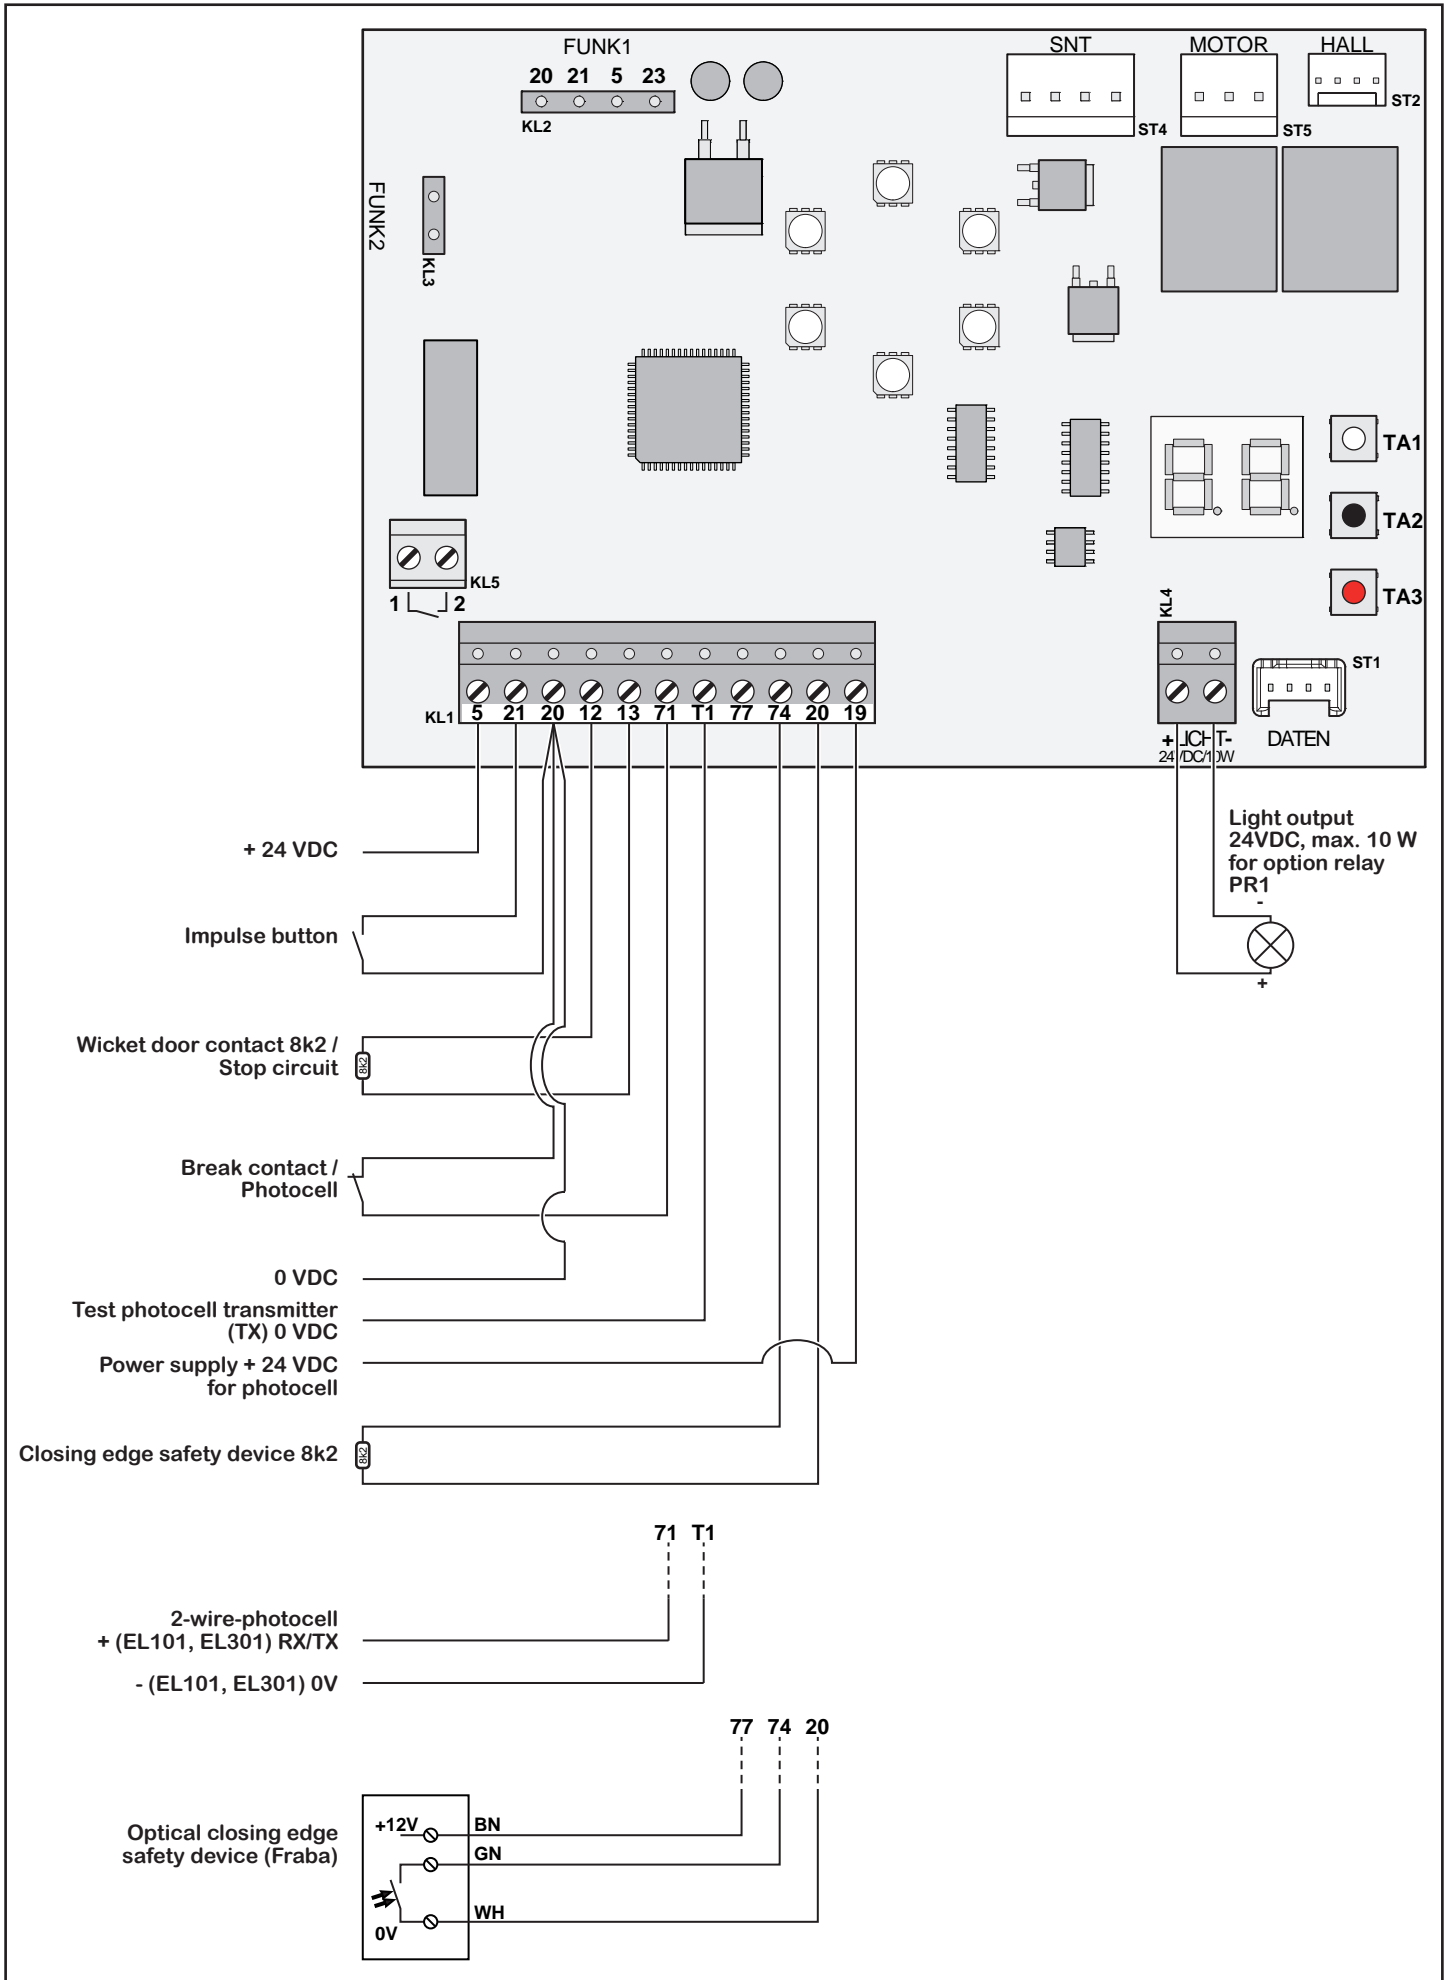 FUNK1
SNT
MOTOR
HALL
20 21 5 23
KL2
ST4
ST5
ST2
FUNK2
KL3
TA1
TA2
TA3
KL5
1 2
KL4
ST1
KL1
5 21 20 12 13 71 T1 77 74 20 19
+ LICHT -
24VDC/10W
DATEN
+ 24 VDC
Light output
24VDC, max. 10 W
for option relay
PR1
-
+
Impulse button
Wicket door contact 8k2 /
Stop circuit
8k2
Break contact /
Photocell
0 VDC
Test photocell transmitter
(TX) 0 VDC
Power supply + 24 VDC
for photocell
Closing edge safety device 8k2
8k2
71 T1
2-wire-photocell
+ (EL101, EL301) RX/TX
- (EL101, EL301) 0V
77 74 20
Optical closing edge
safety device (Fraba)
+12V
BN
GN
WH
0V